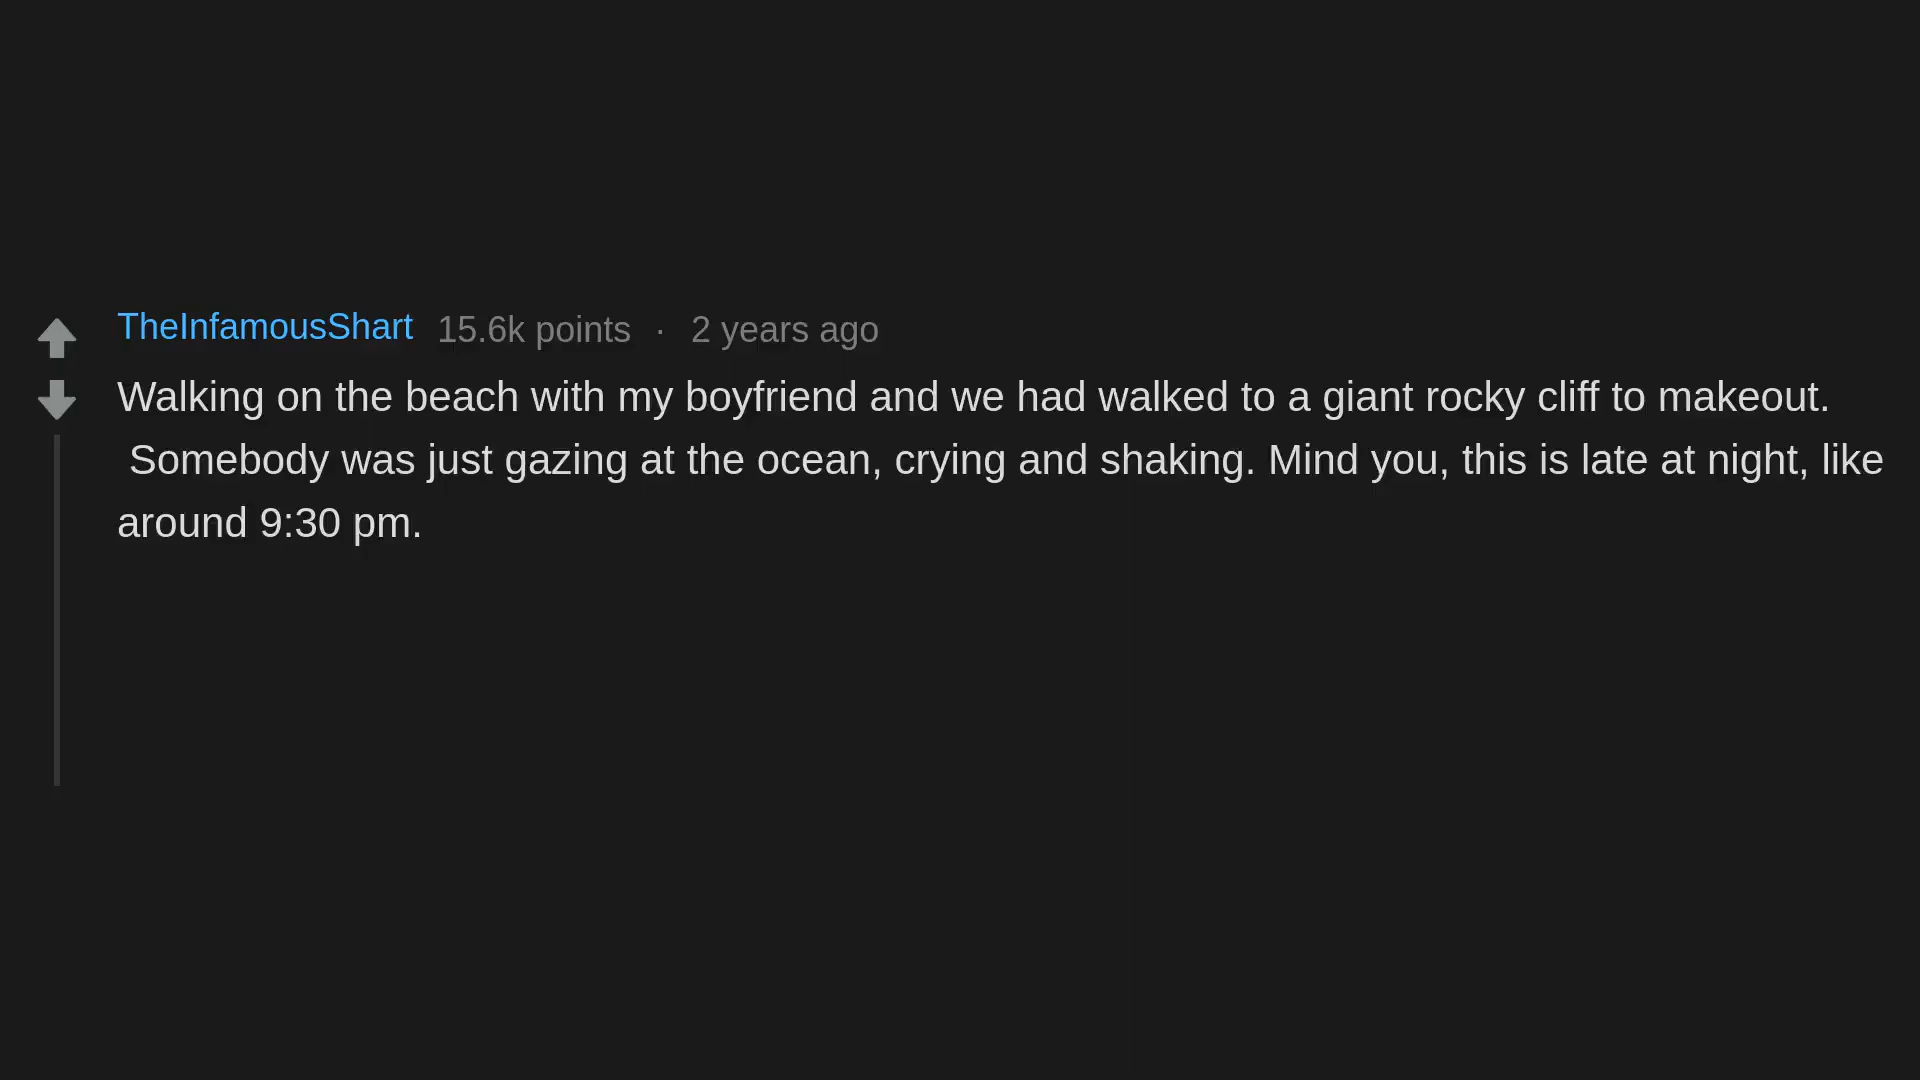 TheInfamousShart 15.6k points · 2 years ago
Walking on the beach with my boyfriend and we had walked to a giant rocky cliff to makeout.
Somebody was just gazing at the ocean, crying and shaking. Mind you, this is late at night, like
around 9:30 pm.